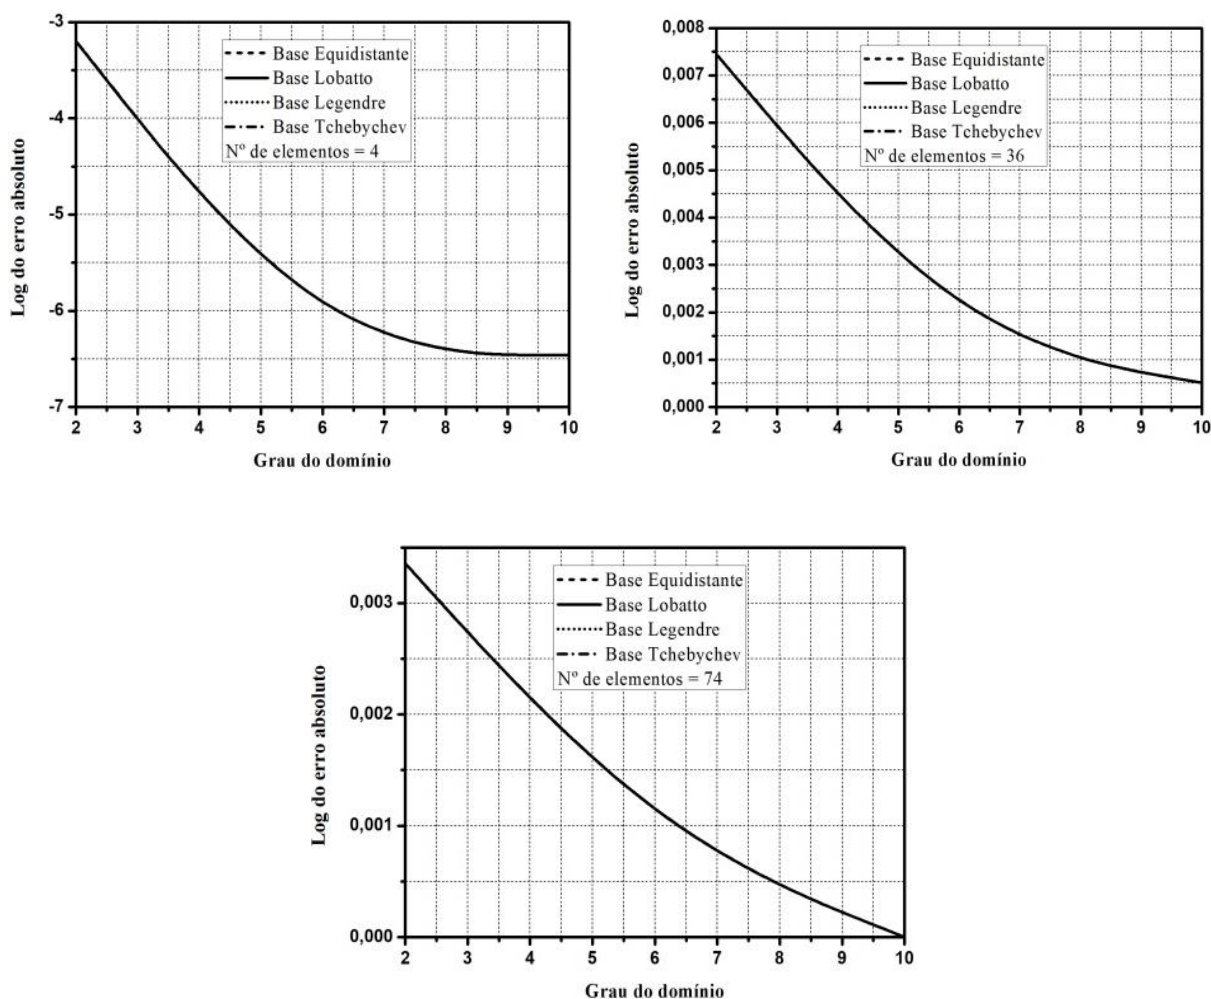 -3
-4
-5
-6
-7
Log do erro absoluto
Base Equidistante
Base Lobatto
Base Legendre
Base Tchebychev
Nº de elementos = 4
2 3 4 5 6 7 8 9 10
Grau do domínio
0,008
0,007
0,006
0,005
0,004
0,003
0,002
0,001
0,000
Log do erro absoluto
Base Equidistante
Base Lobatto
Base Legendre
Base Tchebychev
Nº de elementos = 36
2 3 4 5 6 7 8 9 10
Grau do domínio
0,003
0,002
0,001
0,000
Log do erro absoluto
Base Equidistante
Base Lobatto
Base Legendre
Base Tchebychev
Nº de elementos = 74
2 3 4 5 6 7 8 9 10
Grau do domínio